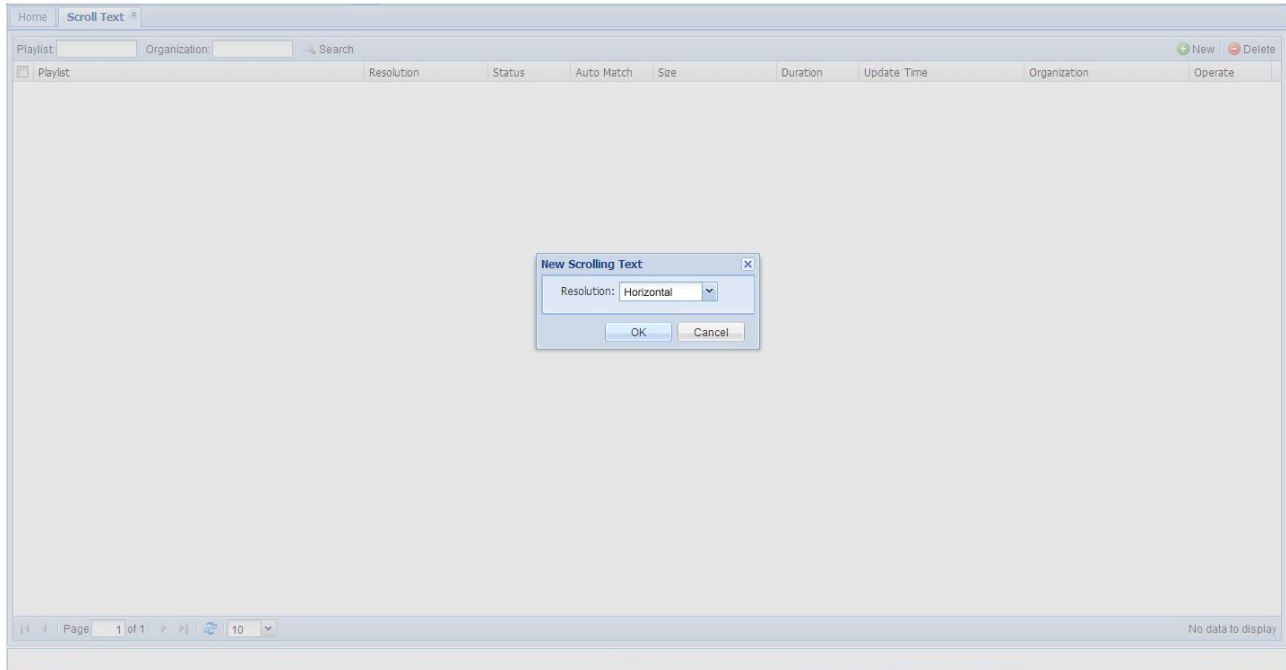 Home Scroll Text
Playlist: Organization: Search New Delete
Playlist Resolution Status Auto Match Size Duration Update Time Organization Operate
New Scrolling Text
Resolution: Horizontal
OK Cancel
Page 1 of 1 10 No data to display